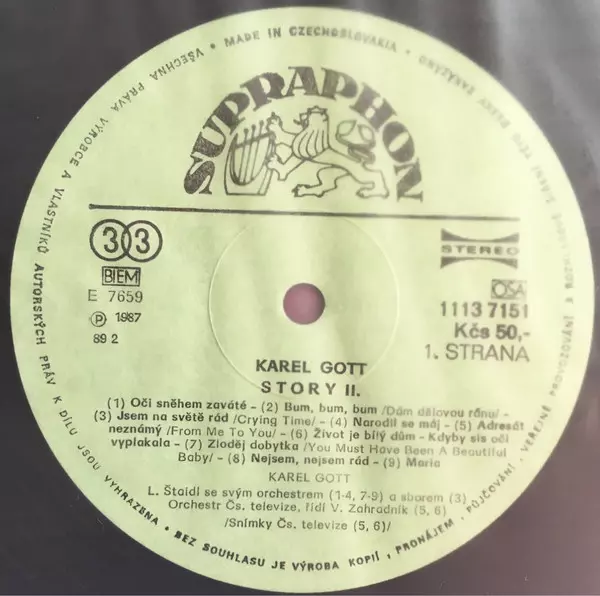 VŠECHNA PRÁVA VÝROBCE A VLASTNÍKŮ AUTORSKÝCH PRÁV K DÍLU JSOU VYHRAZENA • BEZ SOUHLASU JE VÝROBA KOPIÍ, PRONÁJEM, PŮJČOVÁNÍ, VEŘEJNÉ PROVOZOVÁNÍ A ROZHLASOVÉ ŠÍŘENÍ TÉTO DESKY ZAKÁZÁNO • MADE IN CZECHOSLOVAKIA •
SUPRAPHON
33
STEREO
BIEM
OSA
E 7659
1113 7151
Ⓟ 1987
Kčs 50,-
89 2
1. STRANA
KAREL GOTT
STORY II.
(1) Oči sněhem zaváté - (2) Bum, bum, bum /Dám dělovou ránu/ -
(3) Jsem na světě rád /Crying Time/ - (4) Narodil se máj - (5) Adresát
neznámý /From Me To You/ - (6) Život je bílý dům - Kdyby sis oči
vyplakala - (7) Zloděj dobytka /You Must Have Been A Beautiful
Baby/ - (8) Nejsem, nejsem rád - (9) Maria
KAREL GOTT
L. Štaidl se svým orchestrem (1-4, 7-9) a sborem (3)
Orchestr Čs. televize, řídí V. Zahradník (5, 6)
/Snímky Čs. televize (5, 6)/